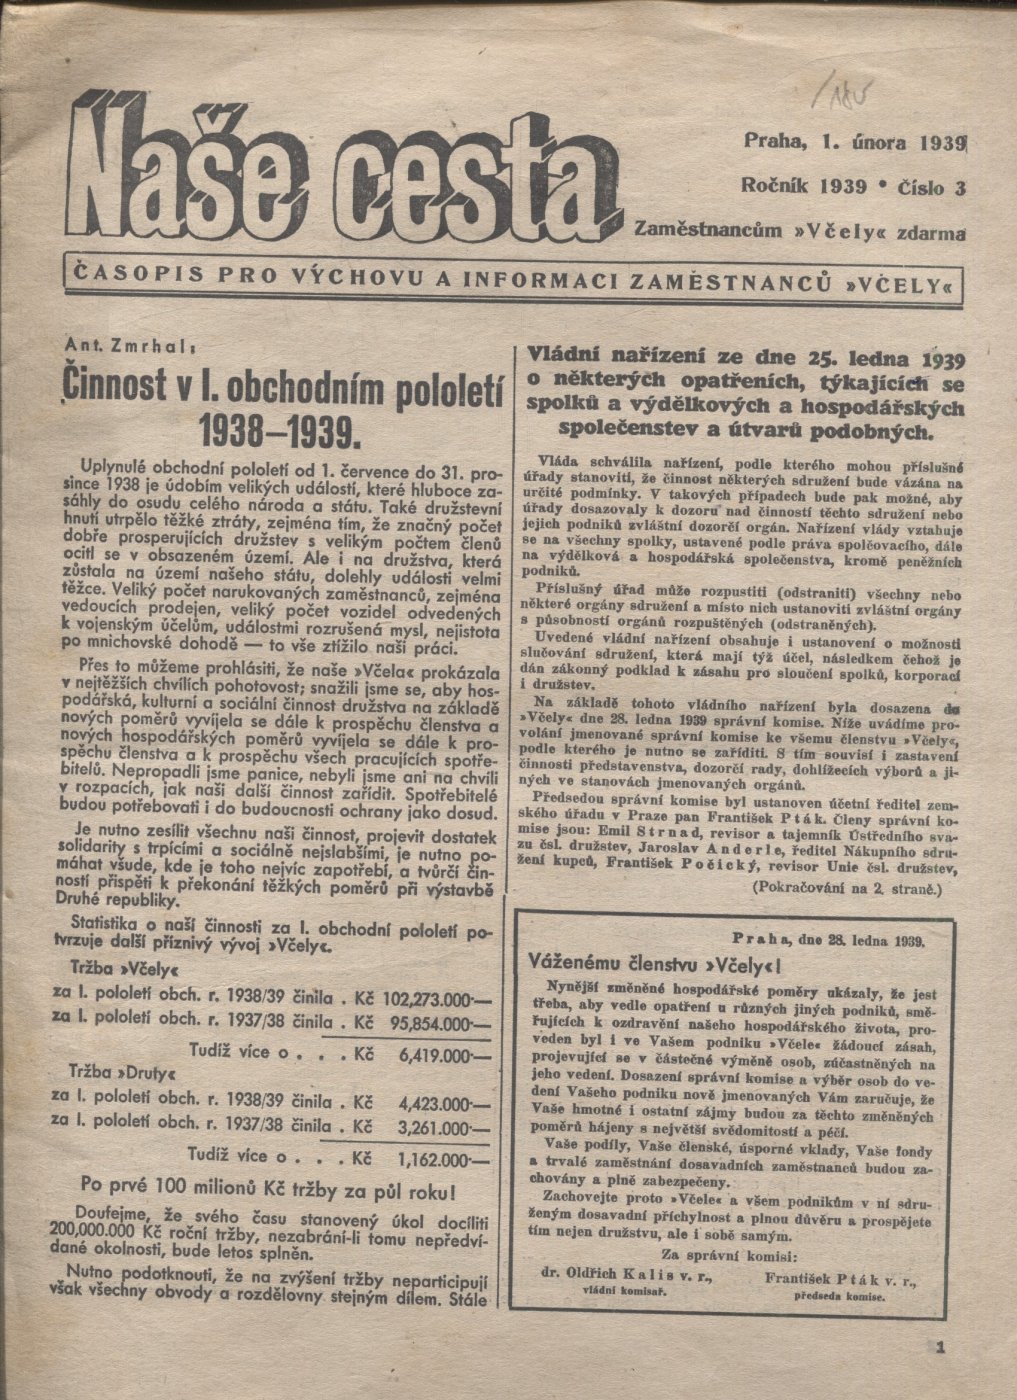 Naše cesta
Praha, 1. února 1939
Ročník 1939 • Číslo 3
Zaměstnancům »Včely« zdarma
ČASOPIS PRO VÝCHOVU A INFORMACI ZAMĚSTNANCŮ »VČELY«
Ant. Zmrhal:
Činnost v I. obchodním pololetí
1938–1939.
Uplynulé obchodní pololetí od 1. července do 31. pro-
since 1938 je údobím velikých událostí, které hluboce za-
sáhly do osudu celého národa a státu. Také družstevní
hnutí utrpělo těžké ztráty, zejména tím, že značný počet
dobře prosperujících družstev s velikým počtem členů
ocitl se v obsazeném území. Ale i na družstva, která
zůstala na území našeho státu, dolehly události velmi
těžce. Veliký počet narukovaných zaměstnanců, zejména
vedoucích prodejen, veliký počet vozidel odvedených
k vojenským účelům, událostmi rozrušená mysl, nejistota
po mnichovské dohodě — to vše ztížilo naši práci.
Přes to můžeme prohlásiti, že naše »Včela« prokázala
v nejtěžších chvílích pohotovost; snažili jsme se, aby hos-
podářská, kulturní a sociální činnost družstva na základě
nových poměrů vyvíjela se dále k prospěchu členstva a
nových hospodářských poměrů vyvíjela se dále k pro-
spěchu členstva a k prospěchu všech pracujících spotře-
bitelů. Nepropadli jsme panice, nebyli jsme ani na chvíli
v rozpacích, jak naši další činnost zařídit. Spotřebitelé
budou potřebovati i do budoucnosti ochrany jako dosud.
Je nutno zesílit všechnu naši činnost, projevit dostatek
solidarity s trpícími a sociálně nejslabšími, je nutno po-
máhat všude, kde je toho nejvíc zapotřebí, a tvůrčí čin-
ností přispěti k překonání těžkých poměrů při výstavbě
Druhé republiky.
Statistika o naší činnosti za I. obchodní pololetí po-
tvrzuje další příznivý vývoj »Včely«.
Tržba »Včely«
za I. pololetí obch. r. 1938/39 činila . Kč 102,273.000·—
za I. pololetí obch. r. 1937/38 činila . Kč 95,854.000·—
Tudíž více o . . . Kč 6,419.000·—
Tržba »Druty«
za I. pololetí obch. r. 1938/39 činila . Kč 4,423.000·—
za I. pololetí obch. r. 1937/38 činila . Kč 3,261.000·—
Tudíž více o . . . Kč 1,162.000·—
Po prvé 100 milionů Kč tržby za půl roku!
Doufejme, že svého času stanovený úkol docíliti
200,000.000 Kč roční tržby, nezabrání-li tomu nepředví-
dané okolnosti, bude letos splněn.
Nutno podotknouti, že na zvýšení tržby neparticipují
však všechny obvody a rozdělovny stejným dílem. Stále
Vládní nařízení ze dne 25. ledna 1939
o některých opatřeních, týkajících se
spolků a výdělkových a hospodářských
společenstev a útvarů podobných.
Vláda schválila nařízení, podle kterého mohou příslušné
úřady stanoviti, že činnost některých sdružení bude vázána na
určité podmínky. V takových případech bude pak možné, aby
úřady dosazovaly k dozoru nad činností těchto sdružení nebo
jejich podniků zvláštní dozorčí orgán. Nařízení vlády vztahuje
se na všechny spolky, ustavené podle práva spolčovacího, dále
na výdělková a hospodářská společenstva, kromě peněžních
podniků.
Příslušný úřad může rozpustiti (odstraniti) všechny nebo
některé orgány sdružení a místo nich ustanoviti zvláštní orgány
s působností orgánů rozpuštěných (odstraněných).
Uvedené vládní nařízení obsahuje i ustanovení o možnosti
slučování sdružení, která mají týž účel, následkem čehož je
dán zákonný podklad k zásahu pro sloučení spolků, korporací
i družstev.
Na základě tohoto vládního nařízení byla dosazena do
»Včely« dne 28. ledna 1939 správní komise. Níže uvádíme pro-
volání jmenované správní komise ke všemu členstvu »Včely«,
podle kterého je nutno se zaříditi. S tím souvisí i zastavení
činnosti představenstva, dozorčí rady, dohlížecích výborů a ji-
ných ve stanovách jmenovaných orgánů.
Předsedou správní komise byl ustanoven účetní ředitel zem-
ského úřadu v Praze pan František Pták. Členy správní ko-
mise jsou: Emil Strnad, revisor a tajemník Ústředního sva-
zu čsl. družstev, Jaroslav Anderle, ředitel Nákupního sdru-
žení kupců, František Počický, revisor Unie čsl. družstev,
(Pokračování na 2. straně.)
Praha, dne 28. ledna 1939.
Váženému členstvu »Včely«!
Nynější změněné hospodářské poměry ukázaly, že jest
třeba, aby vedle opatření u různých jiných podniků, smě-
řujících k ozdravění našeho hospodářského života, pro-
veden byl i ve Vašem podniku »Včele« žádoucí zásah,
projevující se v částečné výměně osob, zúčastněných na
jeho vedení. Dosazení správní komise a výběr osob do ve-
dení Vašeho podniku nově jmenovaných Vám zaručuje, že
Vaše hmotné i ostatní zájmy budou za těchto změněných
poměrů hájeny s největší svědomitostí a péčí.
Vaše podíly, Vaše členské, úsporné vklady, Vaše fondy
a trvalé zaměstnání dosavadních zaměstnanců budou za-
chovány a plně zabezpečeny.
Zachovejte proto »Včele« a všem podnikům v ní sdru-
ženým dosavadní příchylnost a plnou důvěru a prospějete
tím nejen družstvu, ale i sobě samým.
Za správní komisi:
dr. Oldřich Kalis v. r.,
vládní komisař.
František Pták v. r.,
předseda komise.
1